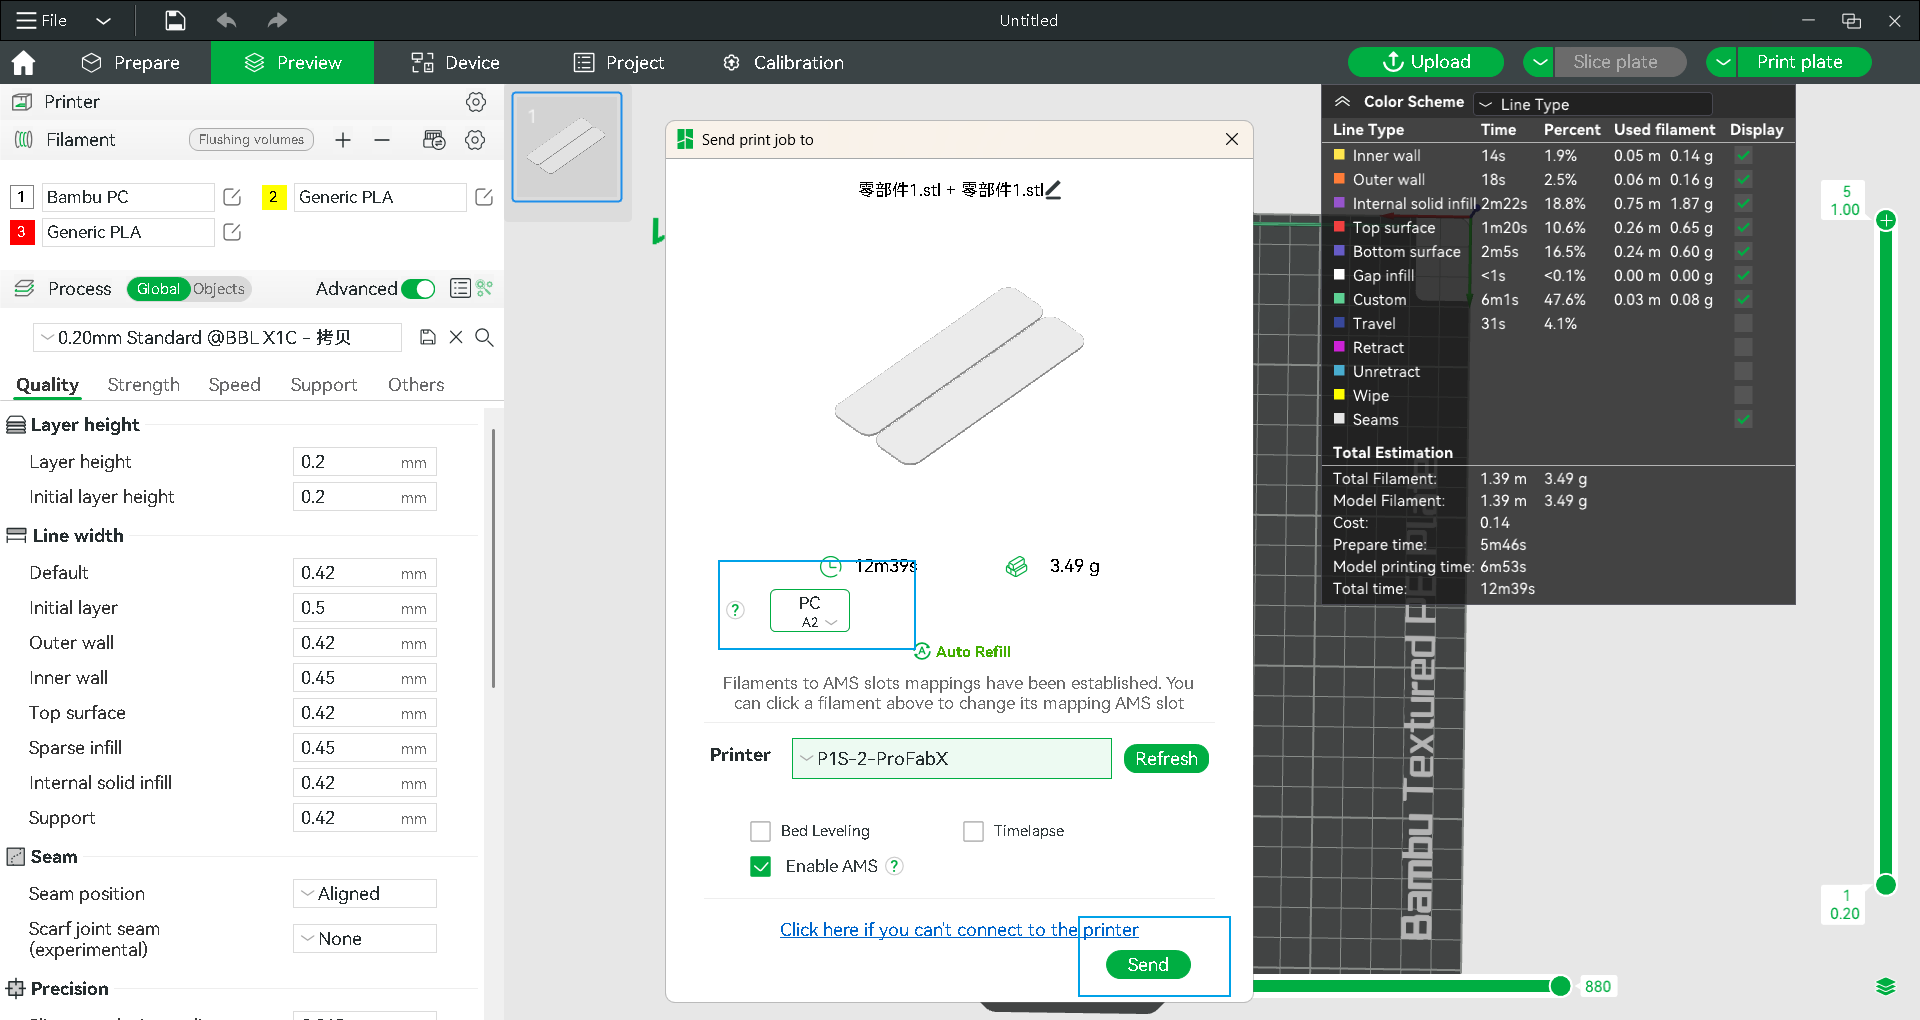 File
Untitled
Prepare
Preview
Device
Project
Calibration
Upload
Slice plate
Print plate
Printer
Filament
Flushing volumes
1 Bambu PC
2 Generic PLA
3 Generic PLA
Process Global Objects Advanced
0.20mm Standard @BBL X1C - 拷贝
Quality Strength Speed Support Others
Layer height
Layer height 0.2 mm
Initial layer height 0.2 mm
Line width
Default 0.42 mm
Initial layer 0.5 mm
Outer wall 0.42 mm
Inner wall 0.45 mm
Top surface 0.42 mm
Sparse infill 0.45 mm
Internal solid infill 0.42 mm
Support 0.42 mm
Seam
Seam position Aligned
Scarf joint seam
(experimental) None
Precision
1
Send print job to
零部件1.stl + 零部件1.stl
12m39s 3.49 g
? PC
A2
Auto Refill
Filaments to AMS slots mappings have been established. You
can click a filament above to change its mapping AMS slot
Printer P1S-2-ProFabX Refresh
Bed Leveling Timelapse
Enable AMS ?
Click here if you can't connect to the printer
Send
Color Scheme Line Type
Line Type Time Percent Used filament Display
Inner wall 14s 1.9% 0.05 m 0.14 g
Outer wall 18s 2.5% 0.06 m 0.16 g
Internal solid infill 2m22s 18.8% 0.75 m 1.87 g
Top surface 1m20s 10.6% 0.26 m 0.65 g
Bottom surface 2m5s 16.5% 0.24 m 0.60 g
Gap infill <1s <0.1% 0.00 m 0.00 g
Custom 6m1s 47.6% 0.03 m 0.08 g
Travel 31s 4.1%
Retract
Unretract
Wipe
Seams
Total Estimation
Total Filament: 1.39 m 3.49 g
Model Filament: 1.39 m 3.49 g
Cost: 0.14
Prepare time: 5m46s
Model printing time: 6m53s
Total time: 12m39s
Bambu Textured PEI Plate
5
1.00
1
0.20
880